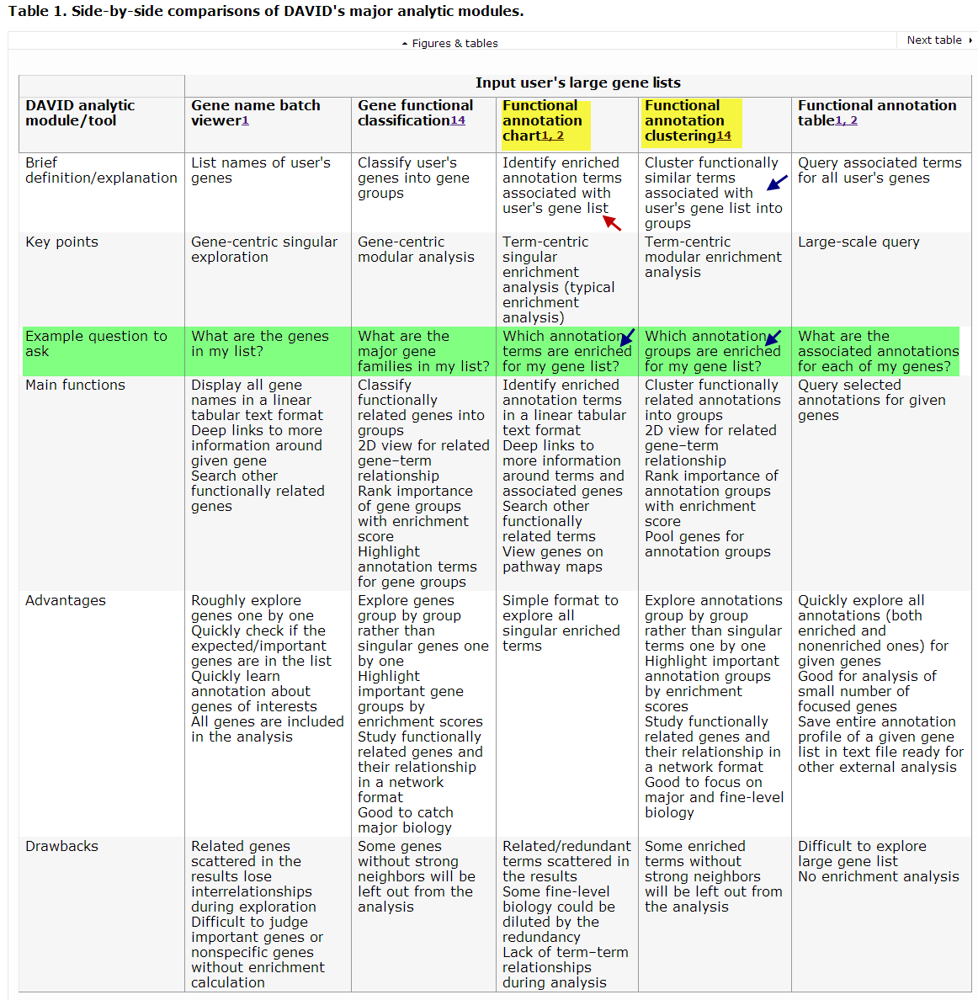 Table 1. Side-by-side comparisons of DAVID's major analytic modules.
Figures & tables
Next table
Input user's large gene lists
DAVID analytic
module/tool
Gene name batch
viewer1
Gene functional
classification14
Functional
annotation
chart1, 2
Functional
annotation
clustering14
Functional annotation
table1, 2
Brief
definition/explanation
List names of user's
genes
Classify user's
genes into gene
groups
Identify enriched
annotation terms
associated with
user's gene list
Cluster functionally
similar terms
associated with
user's gene list into
groups
Query associated terms
for all user's genes
Key points
Gene-centric singular
exploration
Gene-centric
modular analysis
Term-centric
singular
enrichment
analysis (typical
enrichment
analysis)
Term-centric
modular enrichment
analysis
Large-scale query
Example question to
ask
What are the genes
in my list?
What are the
major gene
families in my list?
Which annotation
terms are enriched
for my gene list?
Which annotation
groups are enriched
for my gene list?
What are the
associated annotations
for each of my genes?
Main functions
Display all gene
names in a linear
tabular text format
Deep links to more
information around
given gene
Search other
functionally related
genes
Classify
functionally
related genes into
groups
2D view for related
gene–term
relationship
Rank importance
of gene groups
with enrichment
score
Highlight
annotation terms
for gene groups
Identify enriched
annotation terms
in a linear tabular
text format
Deep links to
more information
around terms and
associated genes
Search other
functionally
related terms
View genes on
pathway maps
Cluster functionally
related annotations
into groups
2D view for related
gene–term
relationship
Rank importance of
annotation groups
with enrichment
score
Pool genes for
annotation groups
Query selected
annotations for given
genes
Advantages
Roughly explore
genes one by one
Quickly check if the
expected/important
genes are in the list
Quickly learn
annotation about
genes of interests
All genes are included
in the analysis
Explore genes
group by group
rather than
singular genes one
by one
Highlight
important gene
groups by
enrichment scores
Study functionally
related genes and
their relationship
in a network
format
Good to catch
major biology
Simple format to
explore all
singular enriched
terms
Explore annotations
group by group
rather than singular
terms one by one
Highlight important
annotation groups
by enrichment
scores
Study functionally
related genes and
their relationship in
a network format
Good to focus on
major and fine-level
biology
Quickly explore all
annotations (both
enriched and
nonenriched ones) for
given genes
Good for analysis of
small number of
focused genes
Save entire annotation
profile of a given gene
list in text file ready for
other external analysis
Drawbacks
Related genes
scattered in the
results lose
interrelationships
during exploration
Difficult to judge
important genes or
nonspecific genes
without enrichment
calculation
Some genes
without strong
neighbors will be
left out from the
analysis
Related/redundant
terms scattered in
the results
Some fine-level
biology could be
diluted by the
redundancy
Lack of term–term
relationships
during analysis
Some enriched
terms without
strong neighbors
will be left out from
the analysis
Difficult to explore
large gene list
No enrichment analysis